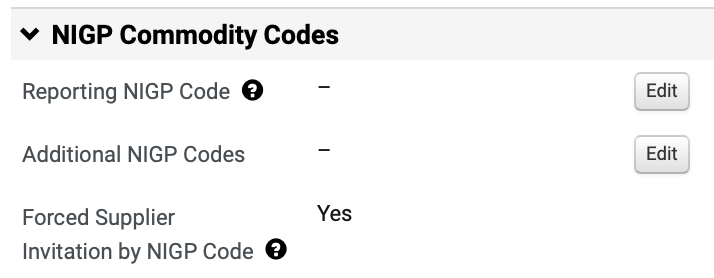 NIGP Commodity Codes
Reporting NIGP Code ? – Edit
Additional NIGP Codes – Edit
Forced Supplier Yes
Invitation by NIGP Code ?